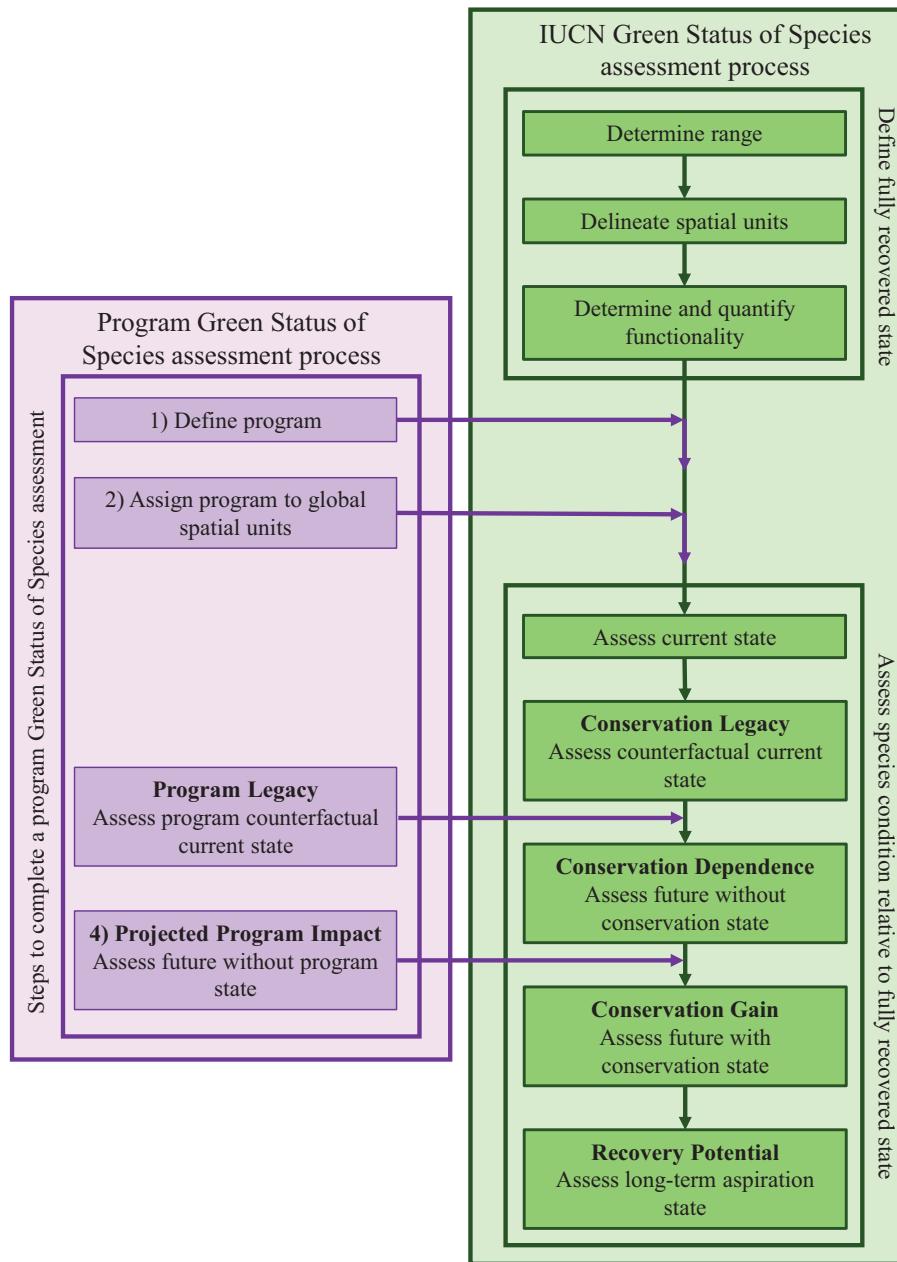 IUCN Green Status of Species
assessment process
Determine range
Delineate spatial units
Determine and quantify
functionality
Define fully recovered state
Program Green Status of
Species assessment process
Steps to complete a program Green Status of Species assessment
1) Define program
2) Assign program to global
spatial units
Program Legacy
Assess program counterfactual
current state
4) Projected Program Impact
Assess future without program
state
Assess current state
Conservation Legacy
Assess counterfactual current
state
Conservation Dependence
Assess future without
conservation state
Conservation Gain
Assess future with
conservation state
Recovery Potential
Assess long-term aspiration
state
Assess species condition relative to fully recovered state